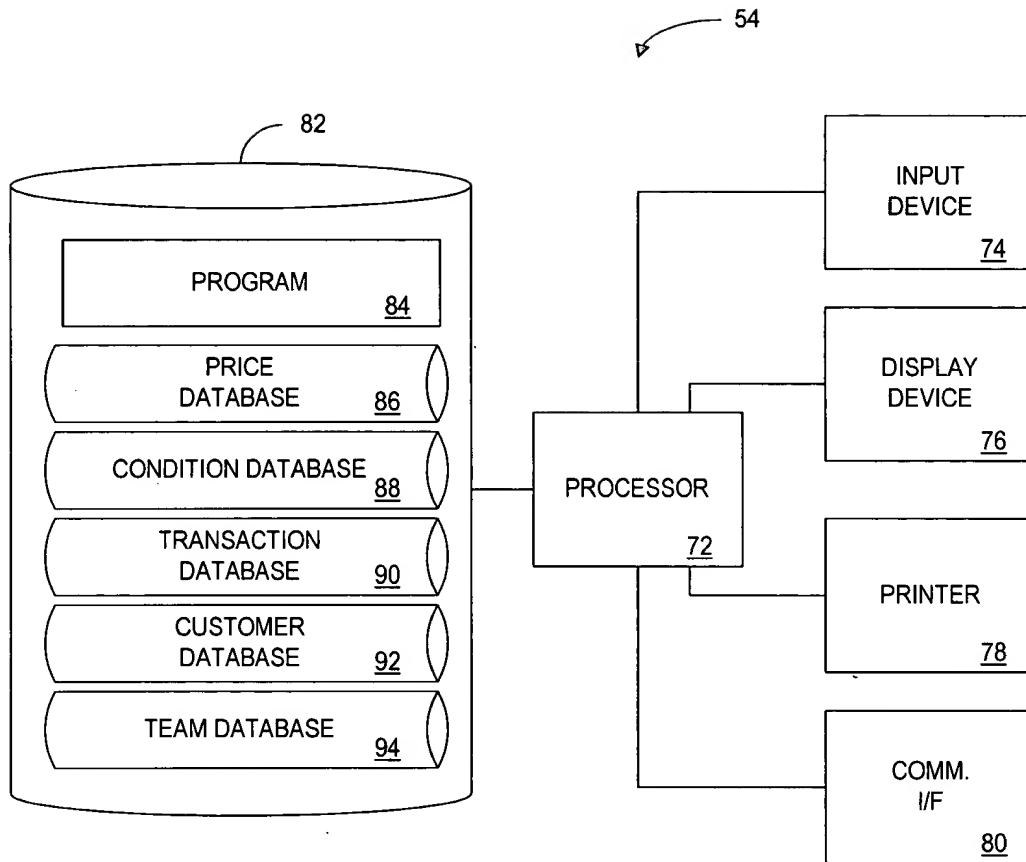 54
82
PROGRAM
84
PRICE
DATABASE
86
CONDITION DATABASE
88
TRANSACTION
DATABASE
90
CUSTOMER
DATABASE
92
TEAM DATABASE
94
PROCESSOR
72
INPUT
DEVICE
74
DISPLAY
DEVICE
76
PRINTER
78
COMM.
I/F
80